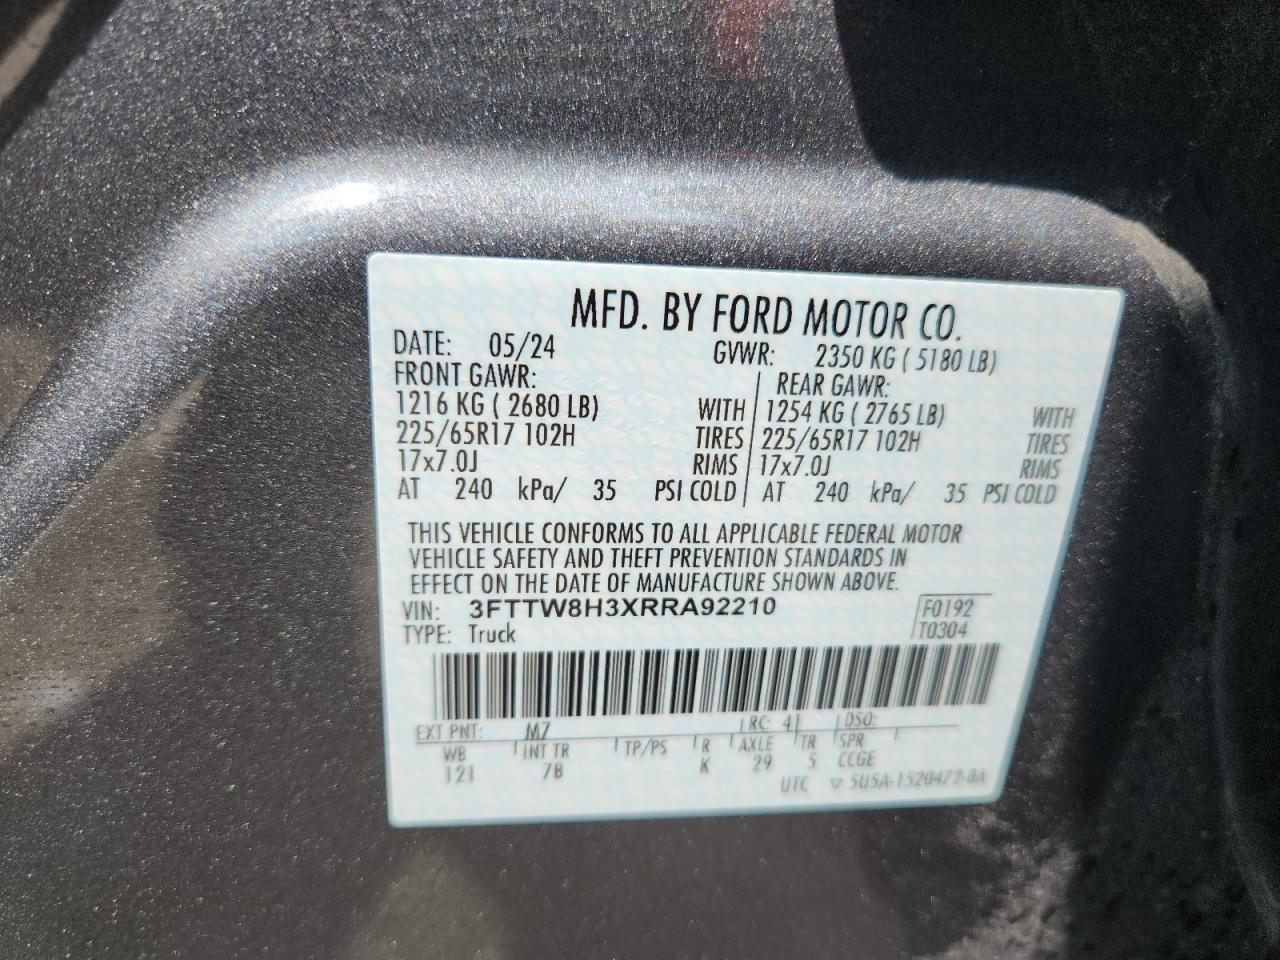 MFD. BY FORD MOTOR CO.
DATE: 05/24 GVWR: 2350 KG ( 5180 LB)
FRONT GAWR: REAR GAWR:
1216 KG ( 2680 LB) WITH 1254 KG ( 2765 LB) WITH
225/65R17 102H TIRES 225/65R17 102H TIRES
17x7.0J RIMS 17x7.0J RIMS
AT 240 kPa/ 35 PSI COLD AT 240 kPa/ 35 PSI COLD
THIS VEHICLE CONFORMS TO ALL APPLICABLE FEDERAL MOTOR
VEHICLE SAFETY AND THEFT PREVENTION STANDARDS IN
EFFECT ON THE DATE OF MANUFACTURE SHOWN ABOVE.
VIN: 3FTTW8H3XRRA92210 F0192
TYPE: Truck T0304
EXT PNT: M7 RC: 41 DSO:
WB INT TR TP/PS R AXLE TR SPR
121 7B K 29 5 CCGE
UTC ▽ 5U5A-1520472-BA